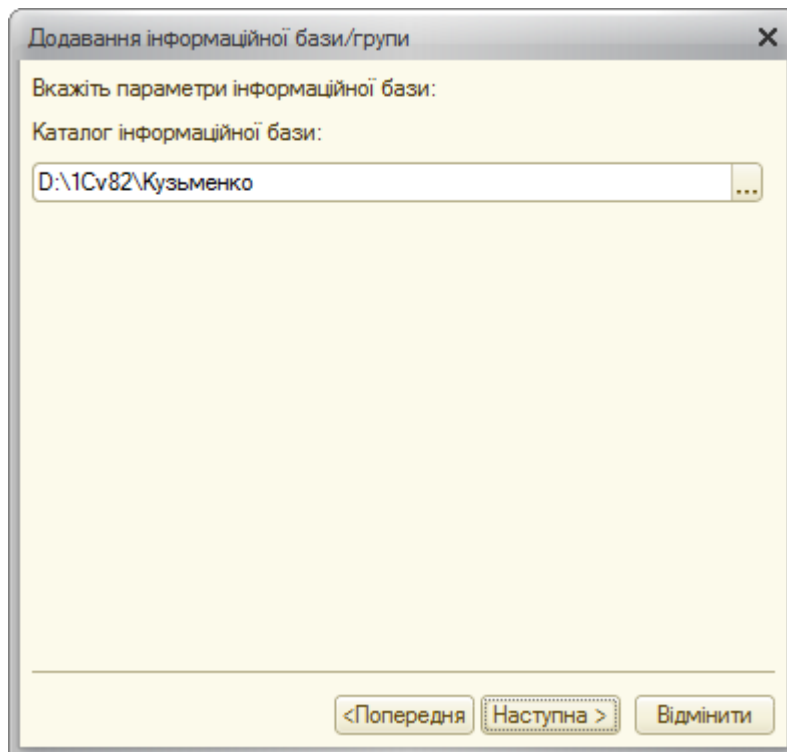 Додавання інформаційної бази/групи
Вкажіть параметри інформаційної бази:
Каталог інформаційної бази:
D:\1Cv82\Кузьменко
...
<Попередня Наступна > Відмінити